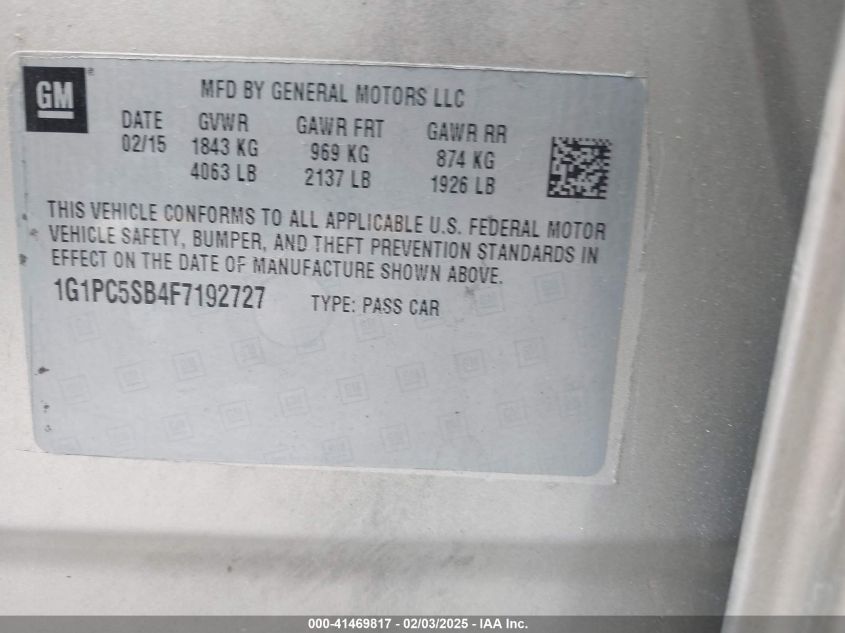 GM
MFD BY GENERAL MOTORS LLC
DATE GVWR GAWR FRT GAWR RR
02/15 1843 KG 969 KG 874 KG
4063 LB 2137 LB 1926 LB
THIS VEHICLE CONFORMS TO ALL APPLICABLE U.S. FEDERAL MOTOR
VEHICLE SAFETY, BUMPER, AND THEFT PREVENTION STANDARDS IN
EFFECT ON THE DATE OF MANUFACTURE SHOWN ABOVE.
1G1PC5SB4F7192727 TYPE: PASS CAR
000-41469817 - 02/03/2025 - IAA Inc.